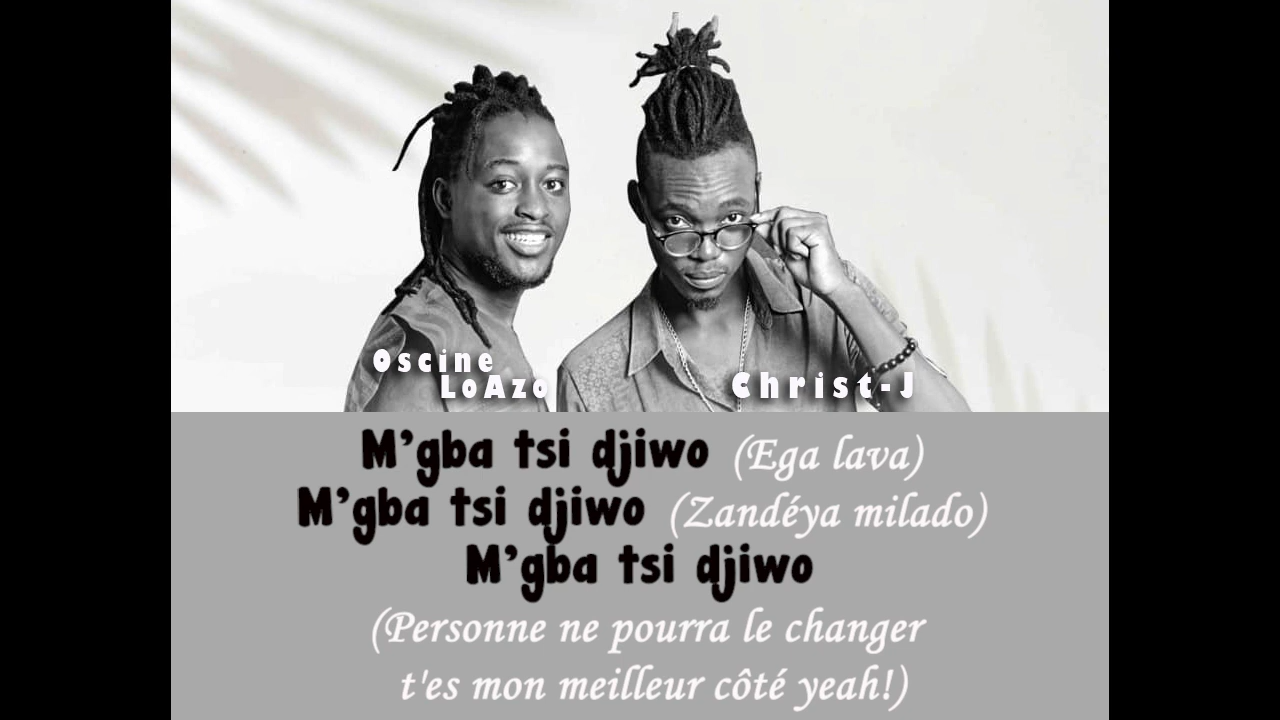 Oscine
LoAzo
Christ-J
M'gba tsi djiwo (Ega lava)
M'gba tsi djiwo (Zandéya milado)
M'gba tsi djiwo
(Personne ne pourra le changer
t'es mon meilleur côté yeah!)